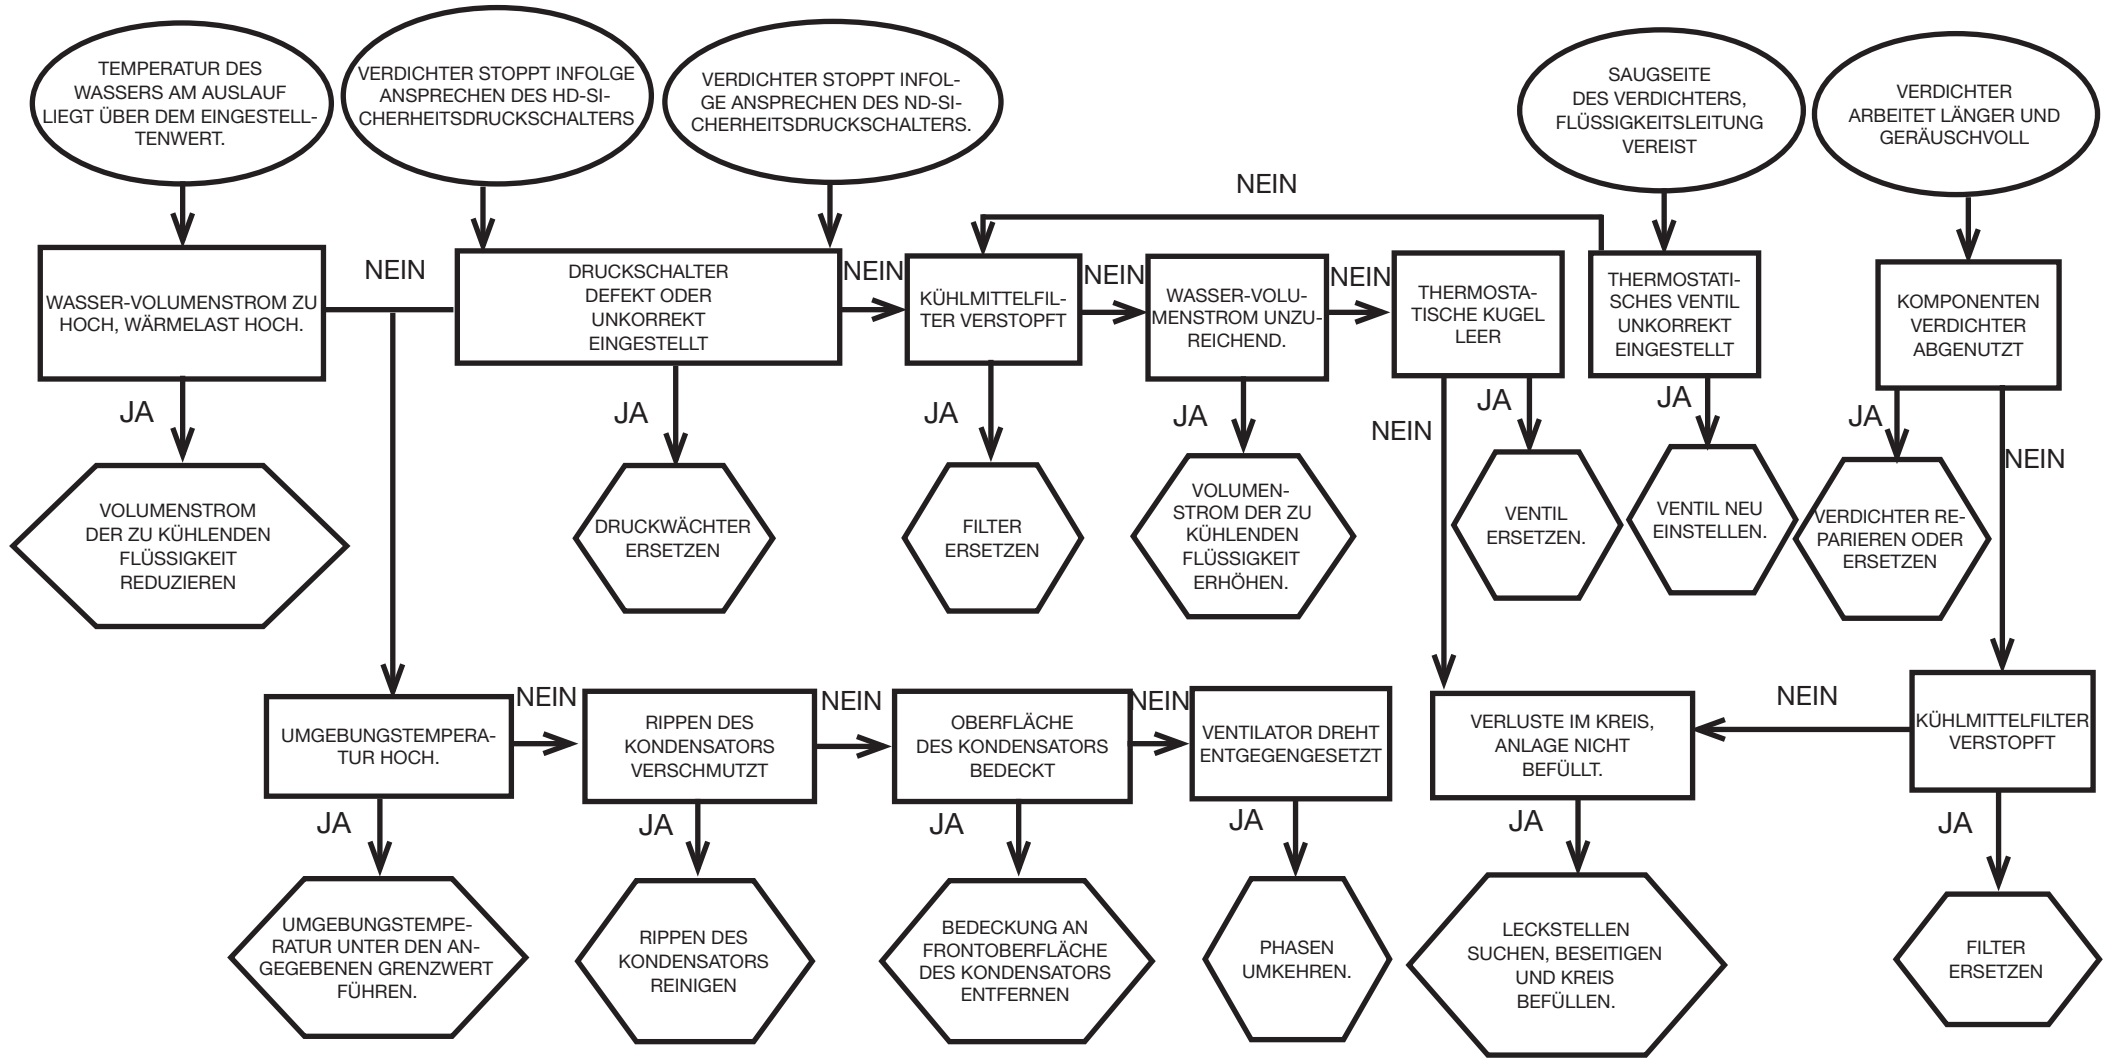 TEMPERATUR DES
WASSERS AM AUSLAUF
LIEGT ÜBER DEM EINGESTELL-
TENWERT.
VERDICHTER STOPPT INFOLGE
ANSPRECHEN DES HD-SI-
CHERHEITSDRUCKSCHALTERS
VERDICHTER STOPPT INFOL-
GE ANSPRECHEN DES ND-SI-
CHERHEITSDRUCKSCHALTERS.
SAUGSEITE
DES VERDICHTERS,
FLÜSSIGKEITSLEITUNG
VEREIST
VERDICHTER
ARBEITET LÄNGER UND
GERÄUSCHVOLL
NEIN
WASSER-VOLUMENSTROM ZU
HOCH, WÄRMELAST HOCH.
NEIN
DRUCKSCHALTER
DEFEKT ODER
UNKORREKT
EINGESTELLT
NEIN
KÜHLMITTELFIL-
TER VERSTOPFT
NEIN
WASSER-VOLU-
MENSTROM UNZU-
REICHEND.
NEIN
THERMOSTA-
TISCHE KUGEL
LEER
THERMOSTATI-
SCHES VENTIL
UNKORREKT
EINGESTELLT
KOMPONENTEN
VERDICHTER
ABGENUTZT
JA
JA
JA
JA
NEIN
JA
JA
JA
NEIN
VOLUMENSTROM
DER ZU KÜHLENDEN
FLÜSSIGKEIT
REDUZIEREN
DRUCKWÄCHTER
ERSETZEN
FILTER
ERSETZEN
VOLUMEN-
STROM DER ZU
KÜHLENDEN
FLÜSSIGKEIT
ERHÖHEN.
VENTIL
ERSETZEN.
VENTIL NEU
EINSTELLEN.
VERDICHTER RE-
PARIEREN ODER
ERSETZEN
UMGEBUNGSTEMPERA-
TUR HOCH.
NEIN
RIPPEN DES
KONDENSATORS
VERSCHMUTZT
NEIN
OBERFLÄCHE
DES KONDENSATORS
BEDECKT
NEIN
VENTILATOR DREHT
ENTGEGENGESETZT
VERLUSTE IM KREIS,
ANLAGE NICHT
BEFÜLLT.
NEIN
KÜHLMITTELFILTER
VERSTOPFT
JA
JA
JA
JA
JA
JA
UMGEBUNGSTEMPE-
RATUR UNTER DEN AN-
GEGEBENEN GRENZWERT
FÜHREN.
RIPPEN DES
KONDENSATORS
REINIGEN
BEDECKUNG AN
FRONTOBERFLÄCHE
DES KONDENSATORS
ENTFERNEN
PHASEN
UMKEHREN.
LECKSTELLEN
SUCHEN, BESEITIGEN
UND KREIS
BEFÜLLEN.
FILTER
ERSETZEN